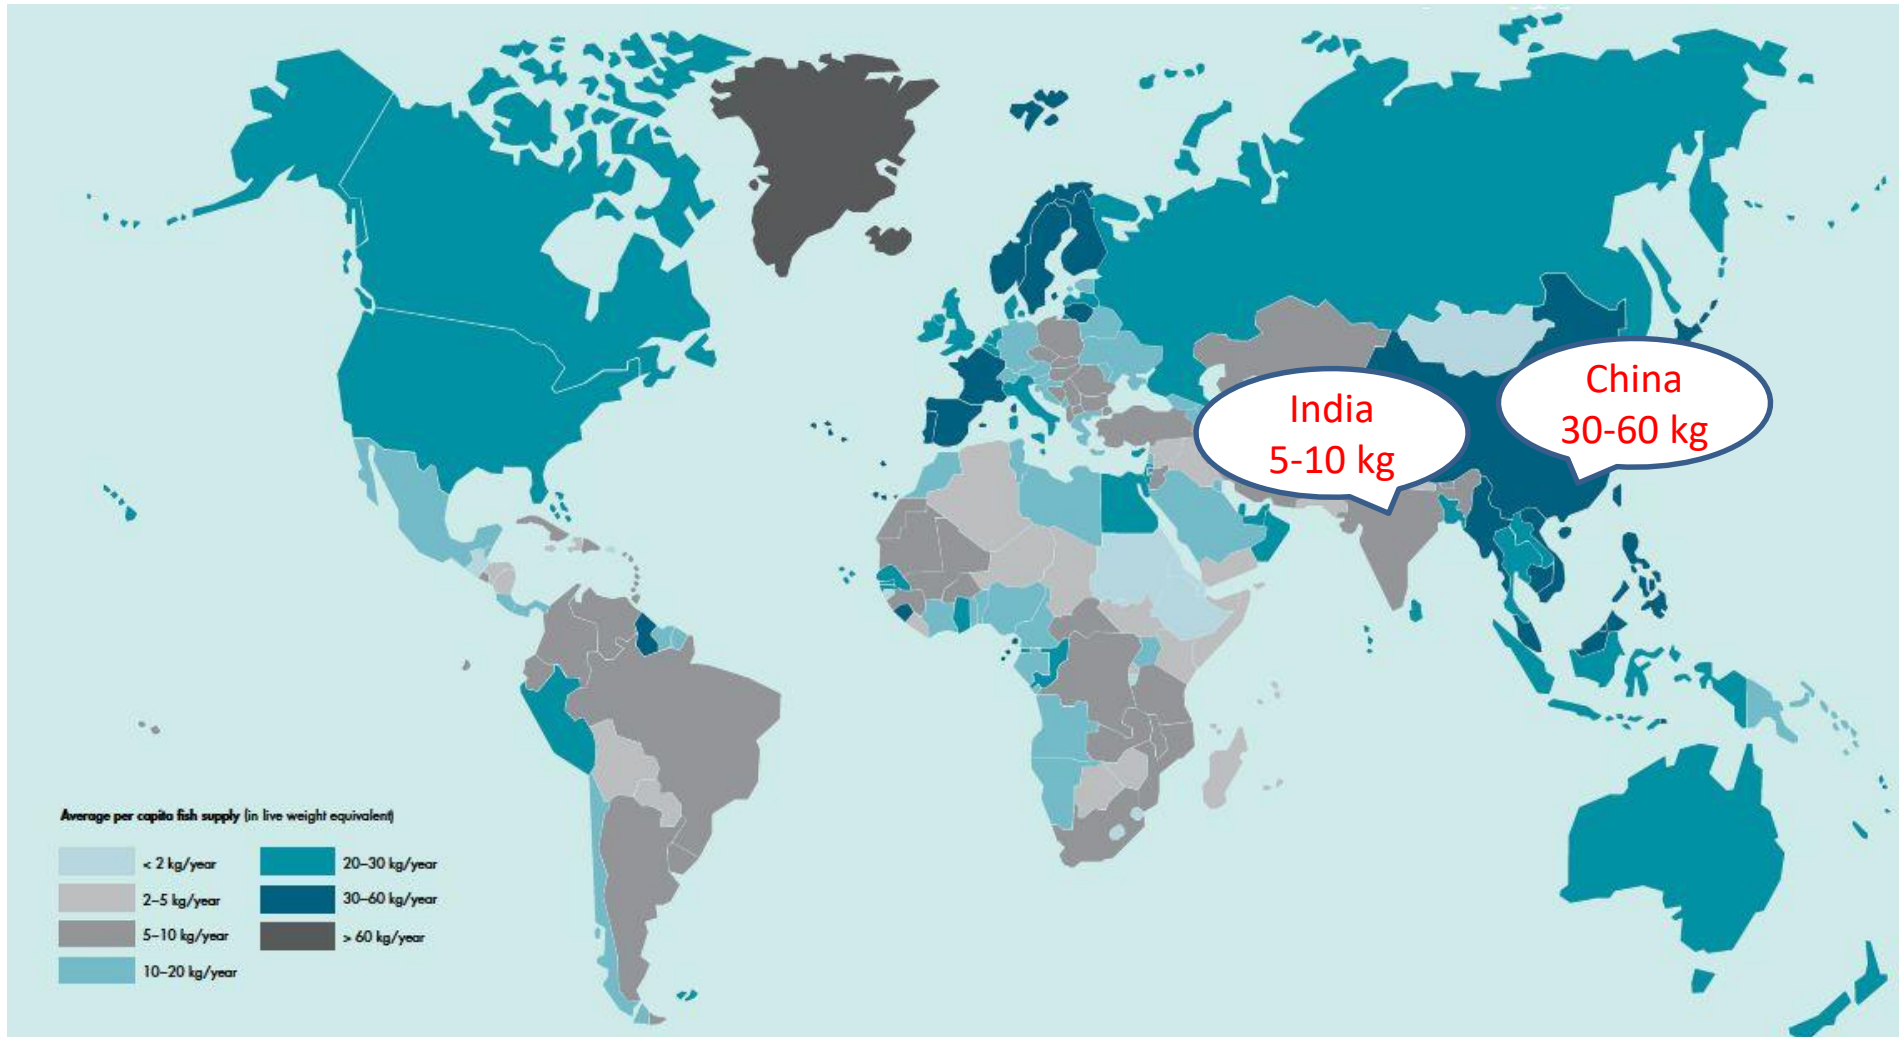 India
5-10 kg
China
30-60 kg
Average per capita fish supply (in live weight equivalent)
< 2 kg/year
2–5 kg/year
5–10 kg/year
10–20 kg/year
20–30 kg/year
30–60 kg/year
> 60 kg/year